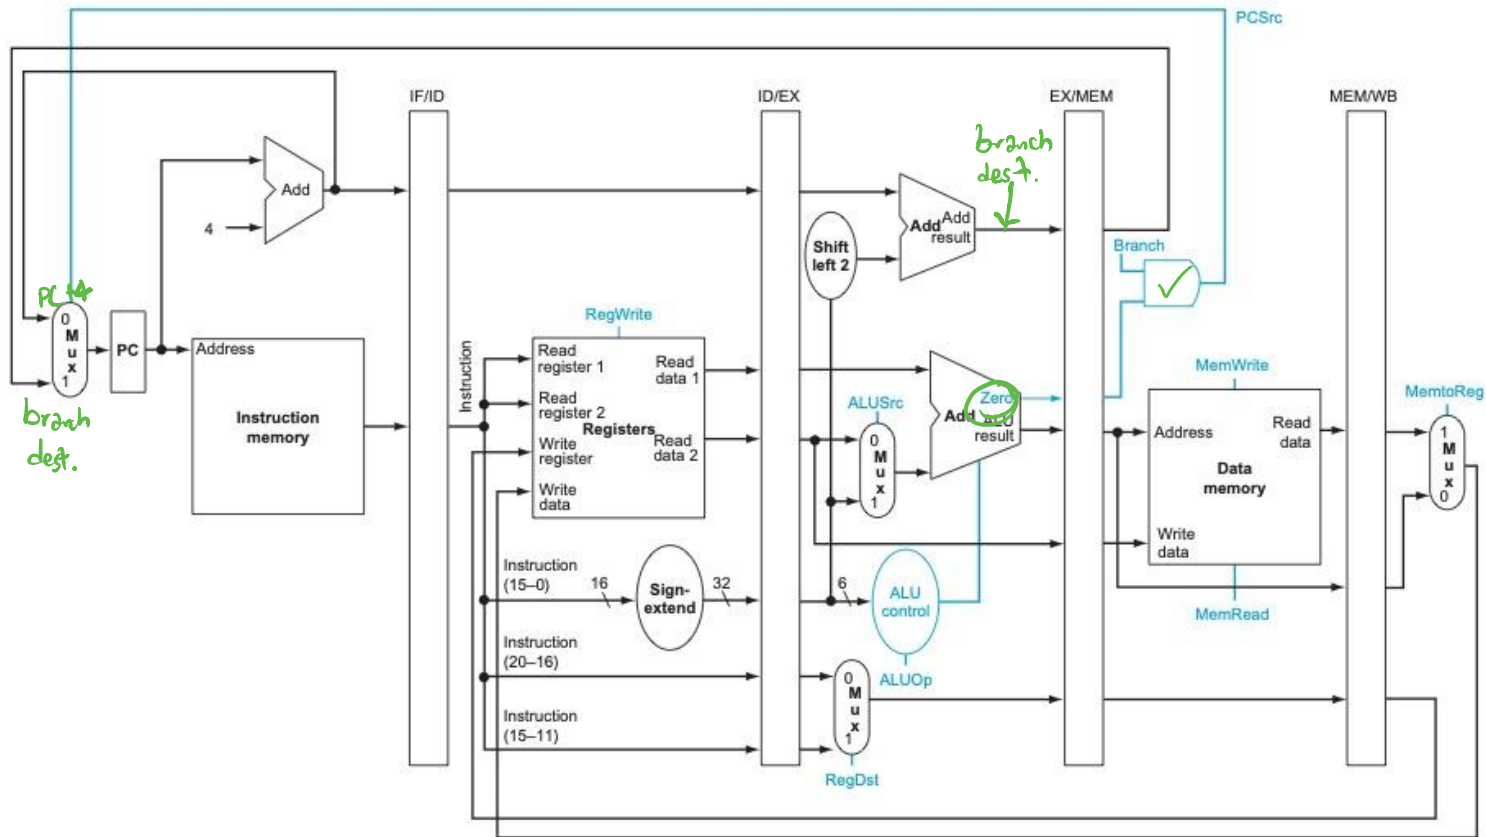 PCSrc
IF/ID
ID/EX
EX/MEM
MEM/WB
branch
dest.
Add
4
Add
Add
result
Shift
left 2
Branch
PC+4
0
M
u
x
1
PC
branch
dest.
Address
Instruction
memory
Instruction
RegWrite
Read
register 1
Read
register 2
Write
register
Write
data
Registers
Read
data 1
Read
data 2
ALUSrc
0
M
u
x
1
Zero
Add
ALU
result
MemWrite
Address
Read
data
Data
memory
Write
data
MemRead
MemtoReg
1
M
u
x
0
Instruction
(15–0)
16
Sign-
extend
32
6
ALU
control
ALUOp
Instruction
(20–16)
Instruction
(15–11)
0
M
u
x
1
RegDst